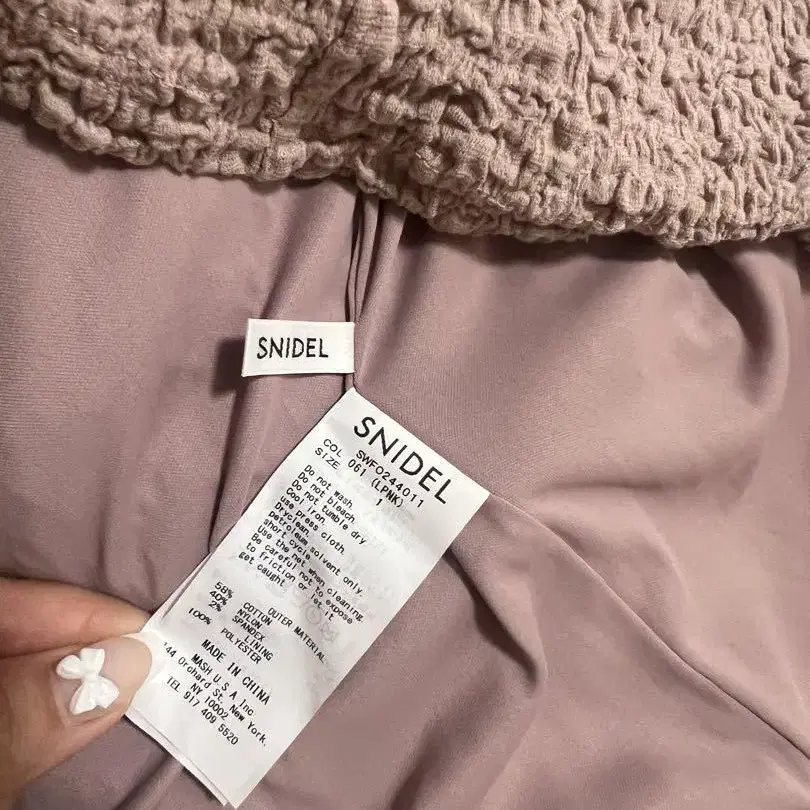 SNIDEL
SNIDEL
SWFO244011
COL 061 (LPNK)
SIZE 1
Do not wash.
Do not bleach.
Do not tumble dry.
Cool iron.
use press cloth.
Dryclean.
petroleum solvent only.
short cycle.
Use the net when cleaning.
Be careful not to expose
to friction or let it
get caught.
OUTER MATERIAL
58% COTTON
40% NYLON
2% SPANDEX
LINING
100% POLYESTER
MADE IN CHINA
MASH U.S.A Inc
144 Orchard St. New York,
NY 10002
TEL 917 409 5520